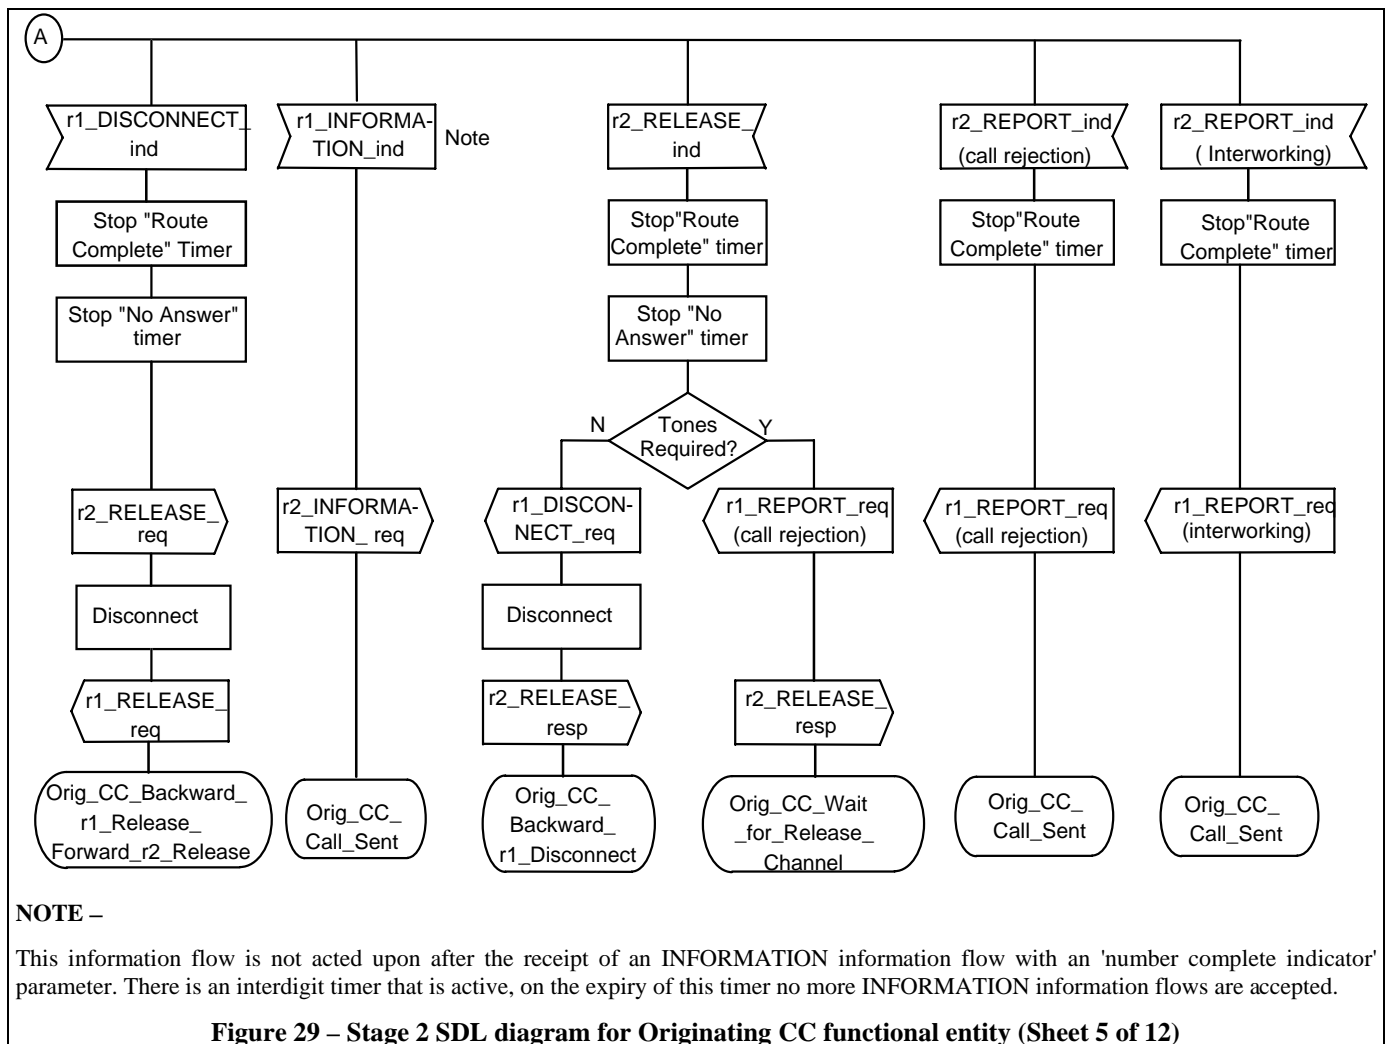 A
r1_DISCONNECT_
ind
r1_INFORMA-
TION_ind
Note
r2_RELEASE_
ind
r2_REPORT_ind
(call rejection)
r2_REPORT_ind
( Interworking)
Stop "Route
Complete" Timer
Stop"Route
Complete" timer
Stop"Route
Complete" timer
Stop"Route
Complete" timer
Stop "No Answer"
timer
Stop "No
Answer" timer
N
Tones
Required?
Y
r2_RELEASE_
req
r2_INFORMA-
TION_ req
r1_DISCON-
NECT_req
r1_REPORT_req
(call rejection)
r1_REPORT_req
(call rejection)
r1_REPORT_req
(interworking)
Disconnect
Disconnect
r1_RELEASE_
req
r2_RELEASE_
resp
r2_RELEASE_
resp
Orig_CC_Backward_
r1_Release_
Forward_r2_Release
Orig_CC_
Call_Sent
Orig_CC_
Backward_
r1_Disconnect
Orig_CC_Wait
_for_Release_
Channel
Orig_CC_
Call_Sent
Orig_CC_
Call_Sent
NOTE –
This information flow is not acted upon after the receipt of an INFORMATION information flow with an 'number complete indicator'
parameter. There is an interdigit timer that is active, on the expiry of this timer no more INFORMATION information flows are accepted.
Figure 29 – Stage 2 SDL diagram for Originating CC functional entity (Sheet 5 of 12)